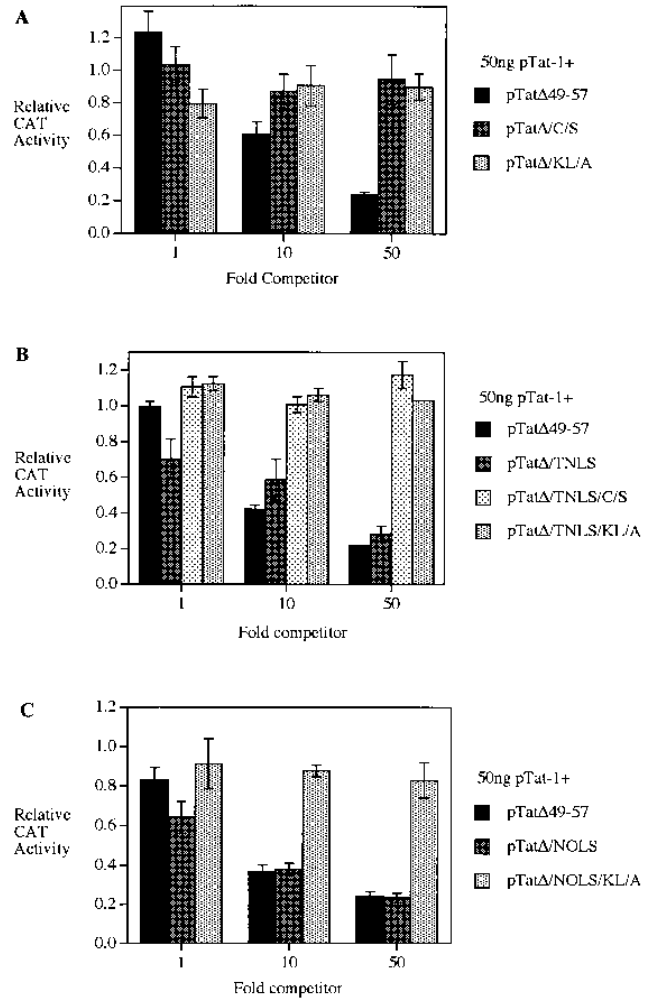 A
1.2
1.0
0.8
0.6
0.4
0.2
0.0
Relative
CAT
Activity
1 10 50
Fold Competitor
50ng pTat-1+
pTatΔ49-57
pTatΔ/C/S
pTatΔ/KL/A
B
1.2
1.0
0.8
0.6
0.4
0.2
0.0
Relative
CAT
Activity
1 10 50
Fold competitor
50ng pTat-1+
pTatΔ49-57
pTatΔ/TNLS
pTatΔ/TNLS/C/S
pTatΔ/TNLS/KL/A
C
1.2
1.0
0.8
0.6
0.4
0.2
0.0
Relative
CAT
Activity
1 10 50
Fold competitor
50ng pTat-1+
pTatΔ49-57
pTatΔ/NOLS
pTatΔ/NOLS/KL/A